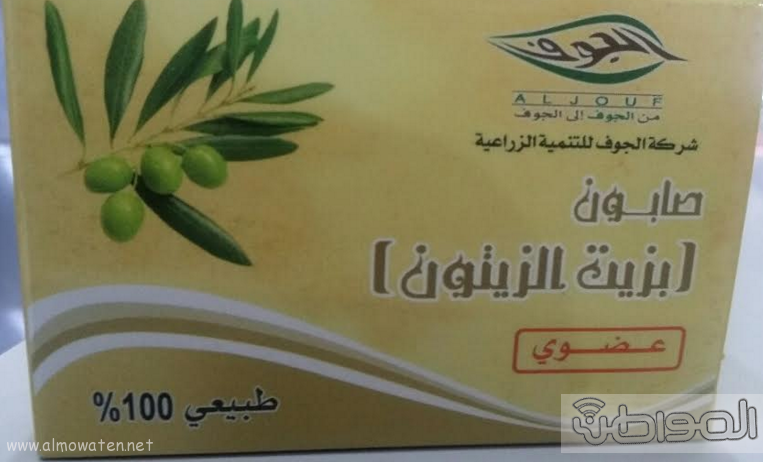 الجوف
ALJOUF
من الجوف إلى الجوف
شركة الجوف للتنمية الزراعية
صابون
(بزيت الزيتون)
عضوي
طبيعي 100%
www.almowaten.net
المواطن